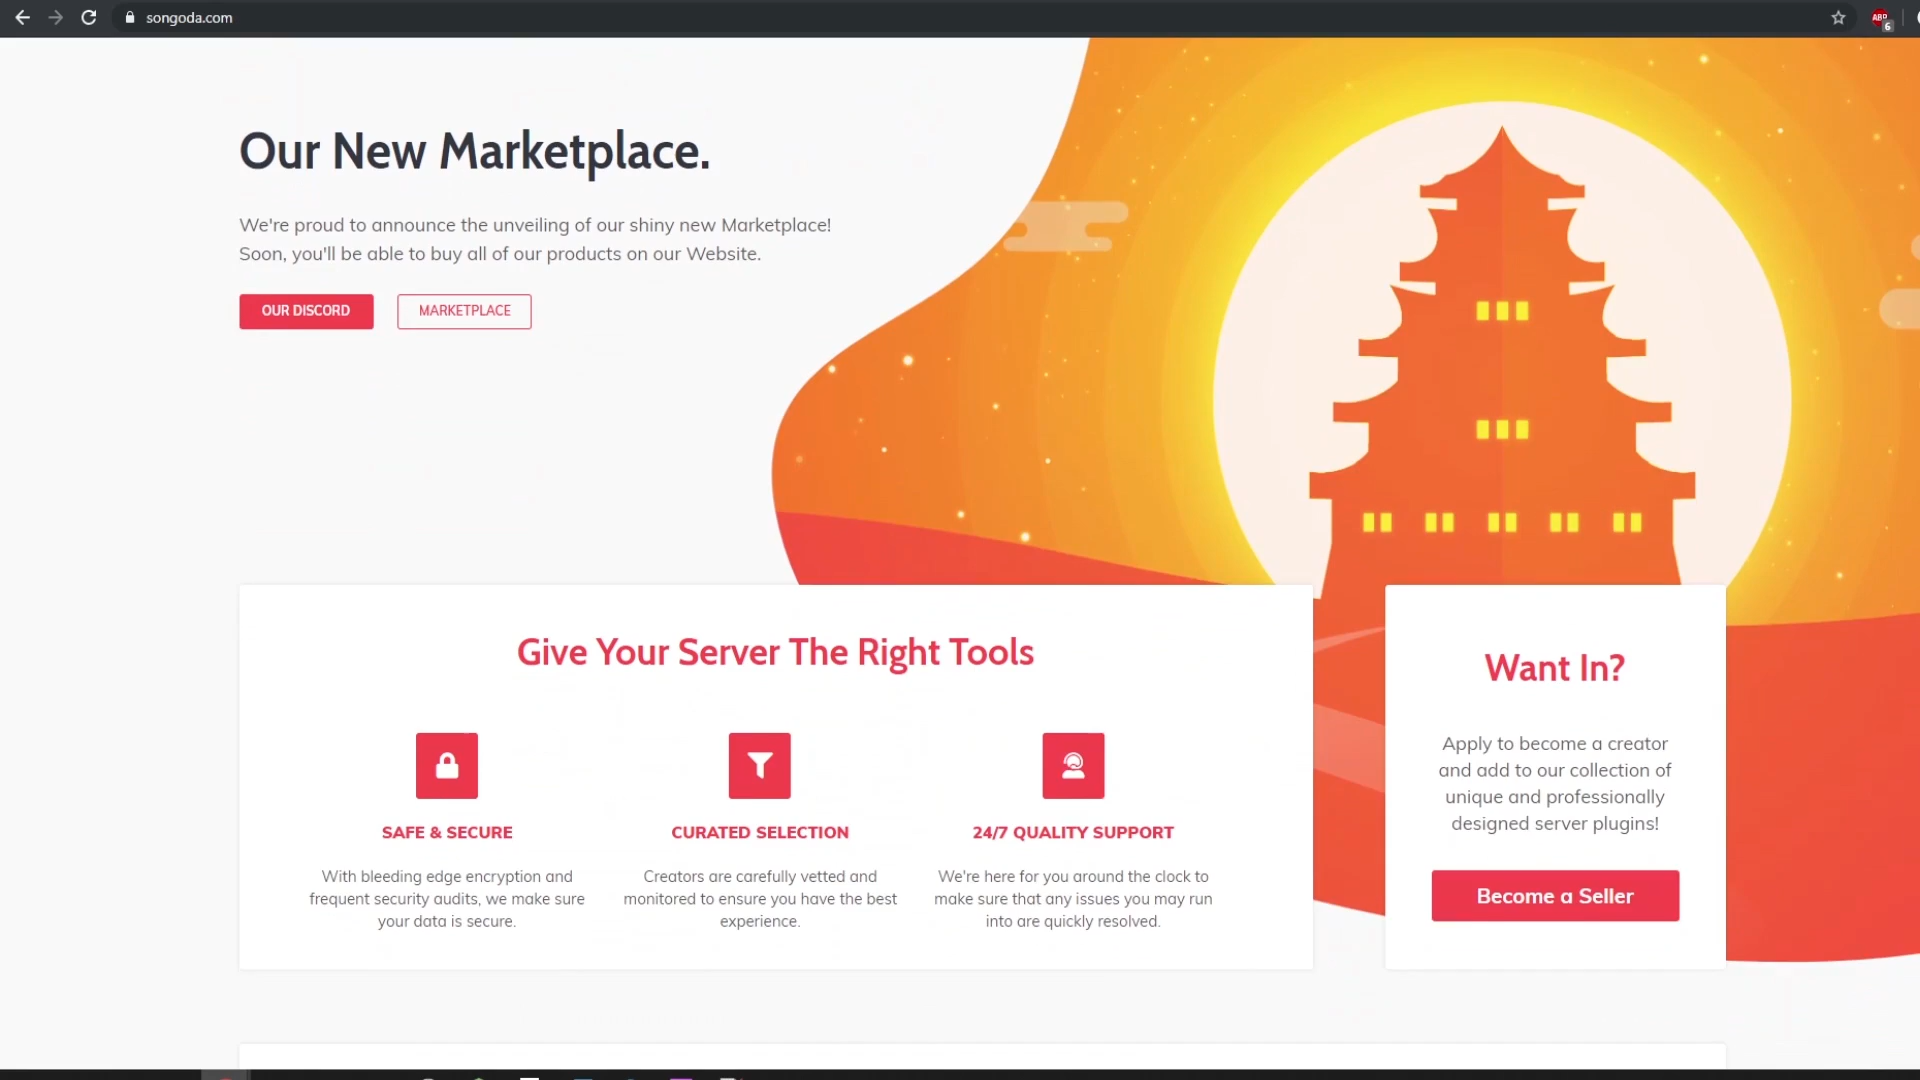 songoda.com
ABP
6
Our New Marketplace.
We're proud to announce the unveiling of our shiny new Marketplace!
Soon, you'll be able to buy all of our products on our Website.
OUR DISCORD
MARKETPLACE
Give Your Server The Right Tools
SAFE & SECURE
With bleeding edge encryption and
frequent security audits, we make sure
your data is secure.
CURATED SELECTION
Creators are carefully vetted and
monitored to ensure you have the best
experience.
24/7 QUALITY SUPPORT
We're here for you around the clock to
make sure that any issues you may run
into are quickly resolved.
Want In?
Apply to become a creator
and add to our collection of
unique and professionally
designed server plugins!
Become a Seller